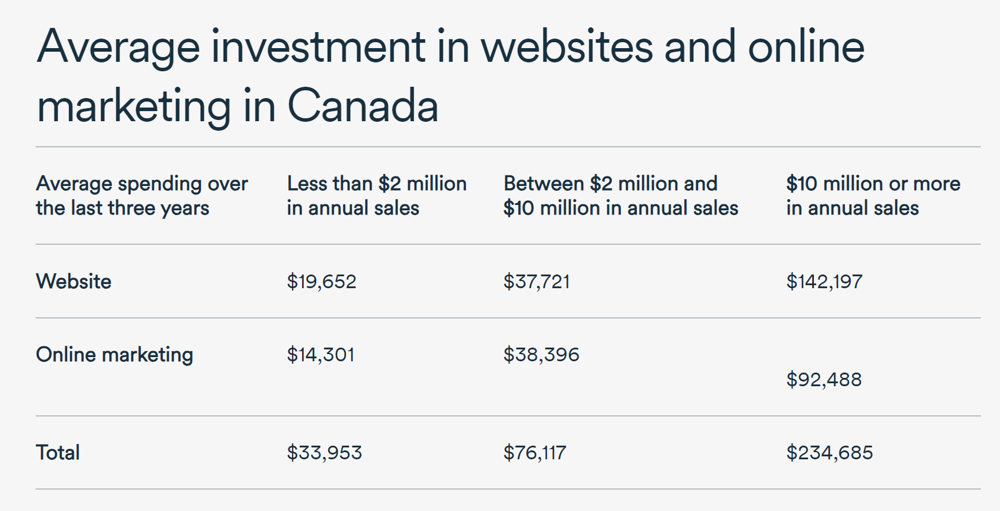 Average investment in websites and online
marketing in Canada
Average spending over
the last three years
Less than $2 million
in annual sales
Between $2 million and
$10 million in annual sales
$10 million or more
in annual sales
Website
$19,652
$37,721
$142,197
Online marketing
$14,301
$38,396
$92,488
Total
$33,953
$76,117
$234,685